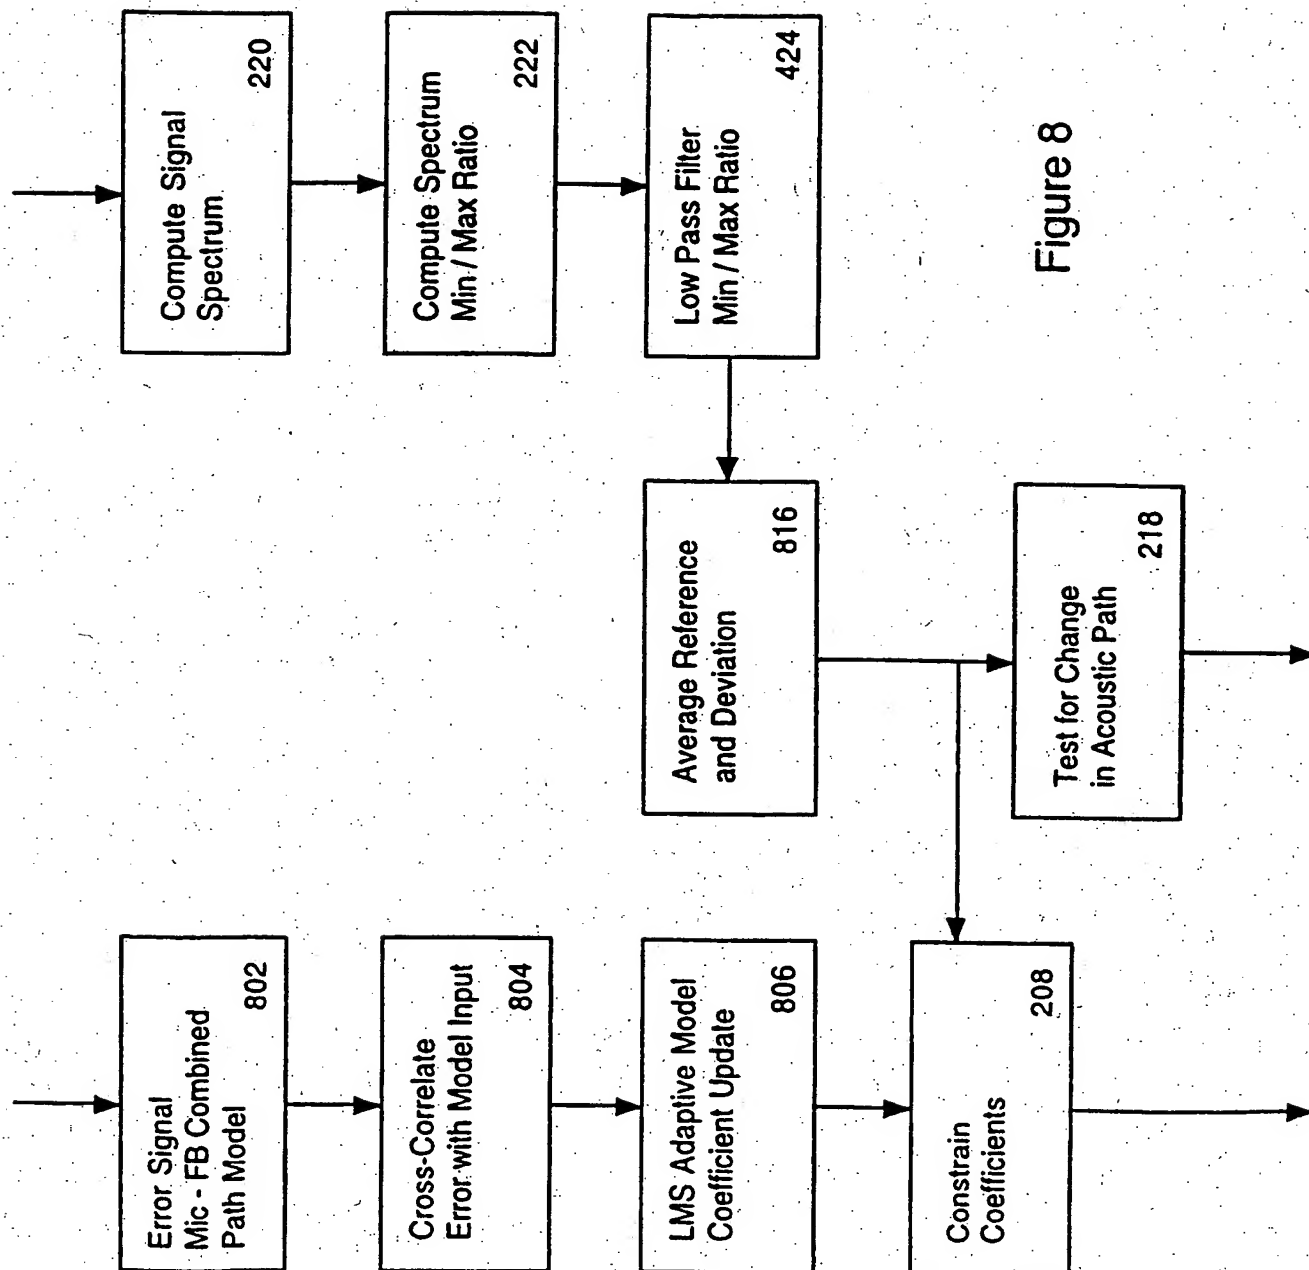 Error Signal
Mic - FB Combined
Path Model
802
Cross-Correlate
Error with Model Input
804
LMS Adaptive Model
Coefficient Update
806
Constrain
Coefficients
208
Average Reference
and Deviation
816
Test for Change
in Acoustic Path
218
Compute Signal
Spectrum
220
Compute Spectrum
Min / Max Ratio
222
Low Pass Filter
Min / Max Ratio
424
Figure 8